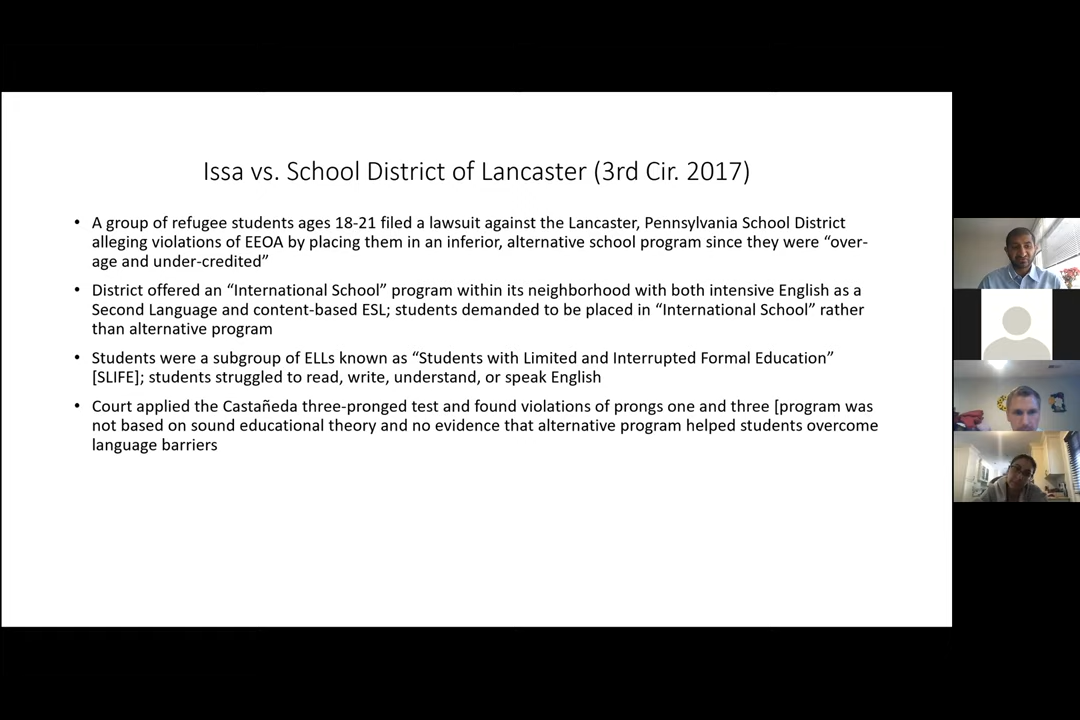 Issa vs. School District of Lancaster (3rd Cir. 2017)
• A group of refugee students ages 18-21 filed a lawsuit against the Lancaster, Pennsylvania School District
alleging violations of EEOA by placing them in an inferior, alternative school program since they were “over-
age and under-credited”
• District offered an “International School” program within its neighborhood with both intensive English as a
Second Language and content-based ESL; students demanded to be placed in “International School” rather
than alternative program
• Students were a subgroup of ELLs known as “Students with Limited and Interrupted Formal Education”
[SLIFE]; students struggled to read, write, understand, or speak English
• Court applied the Castañeda three-pronged test and found violations of prongs one and three [program was
not based on sound educational theory and no evidence that alternative program helped students overcome
language barriers